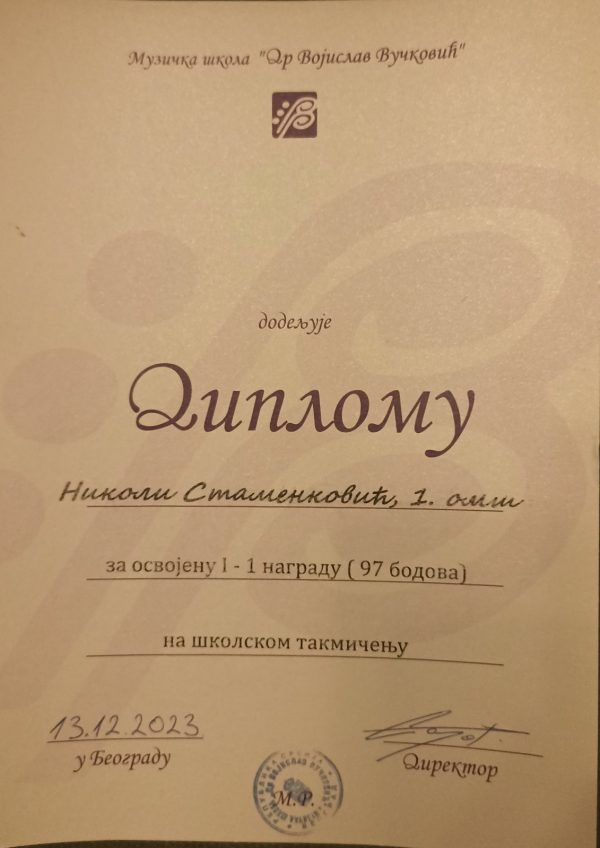 Музичка школа "Др Војислав Вучковић"
додељује
Диплому
Николи Стаменковић, 1. омш
за освојену I - 1 награду ( 97 бодова)
на школском такмичењу
13.12.2023
у Београду
Директор
М.Р.